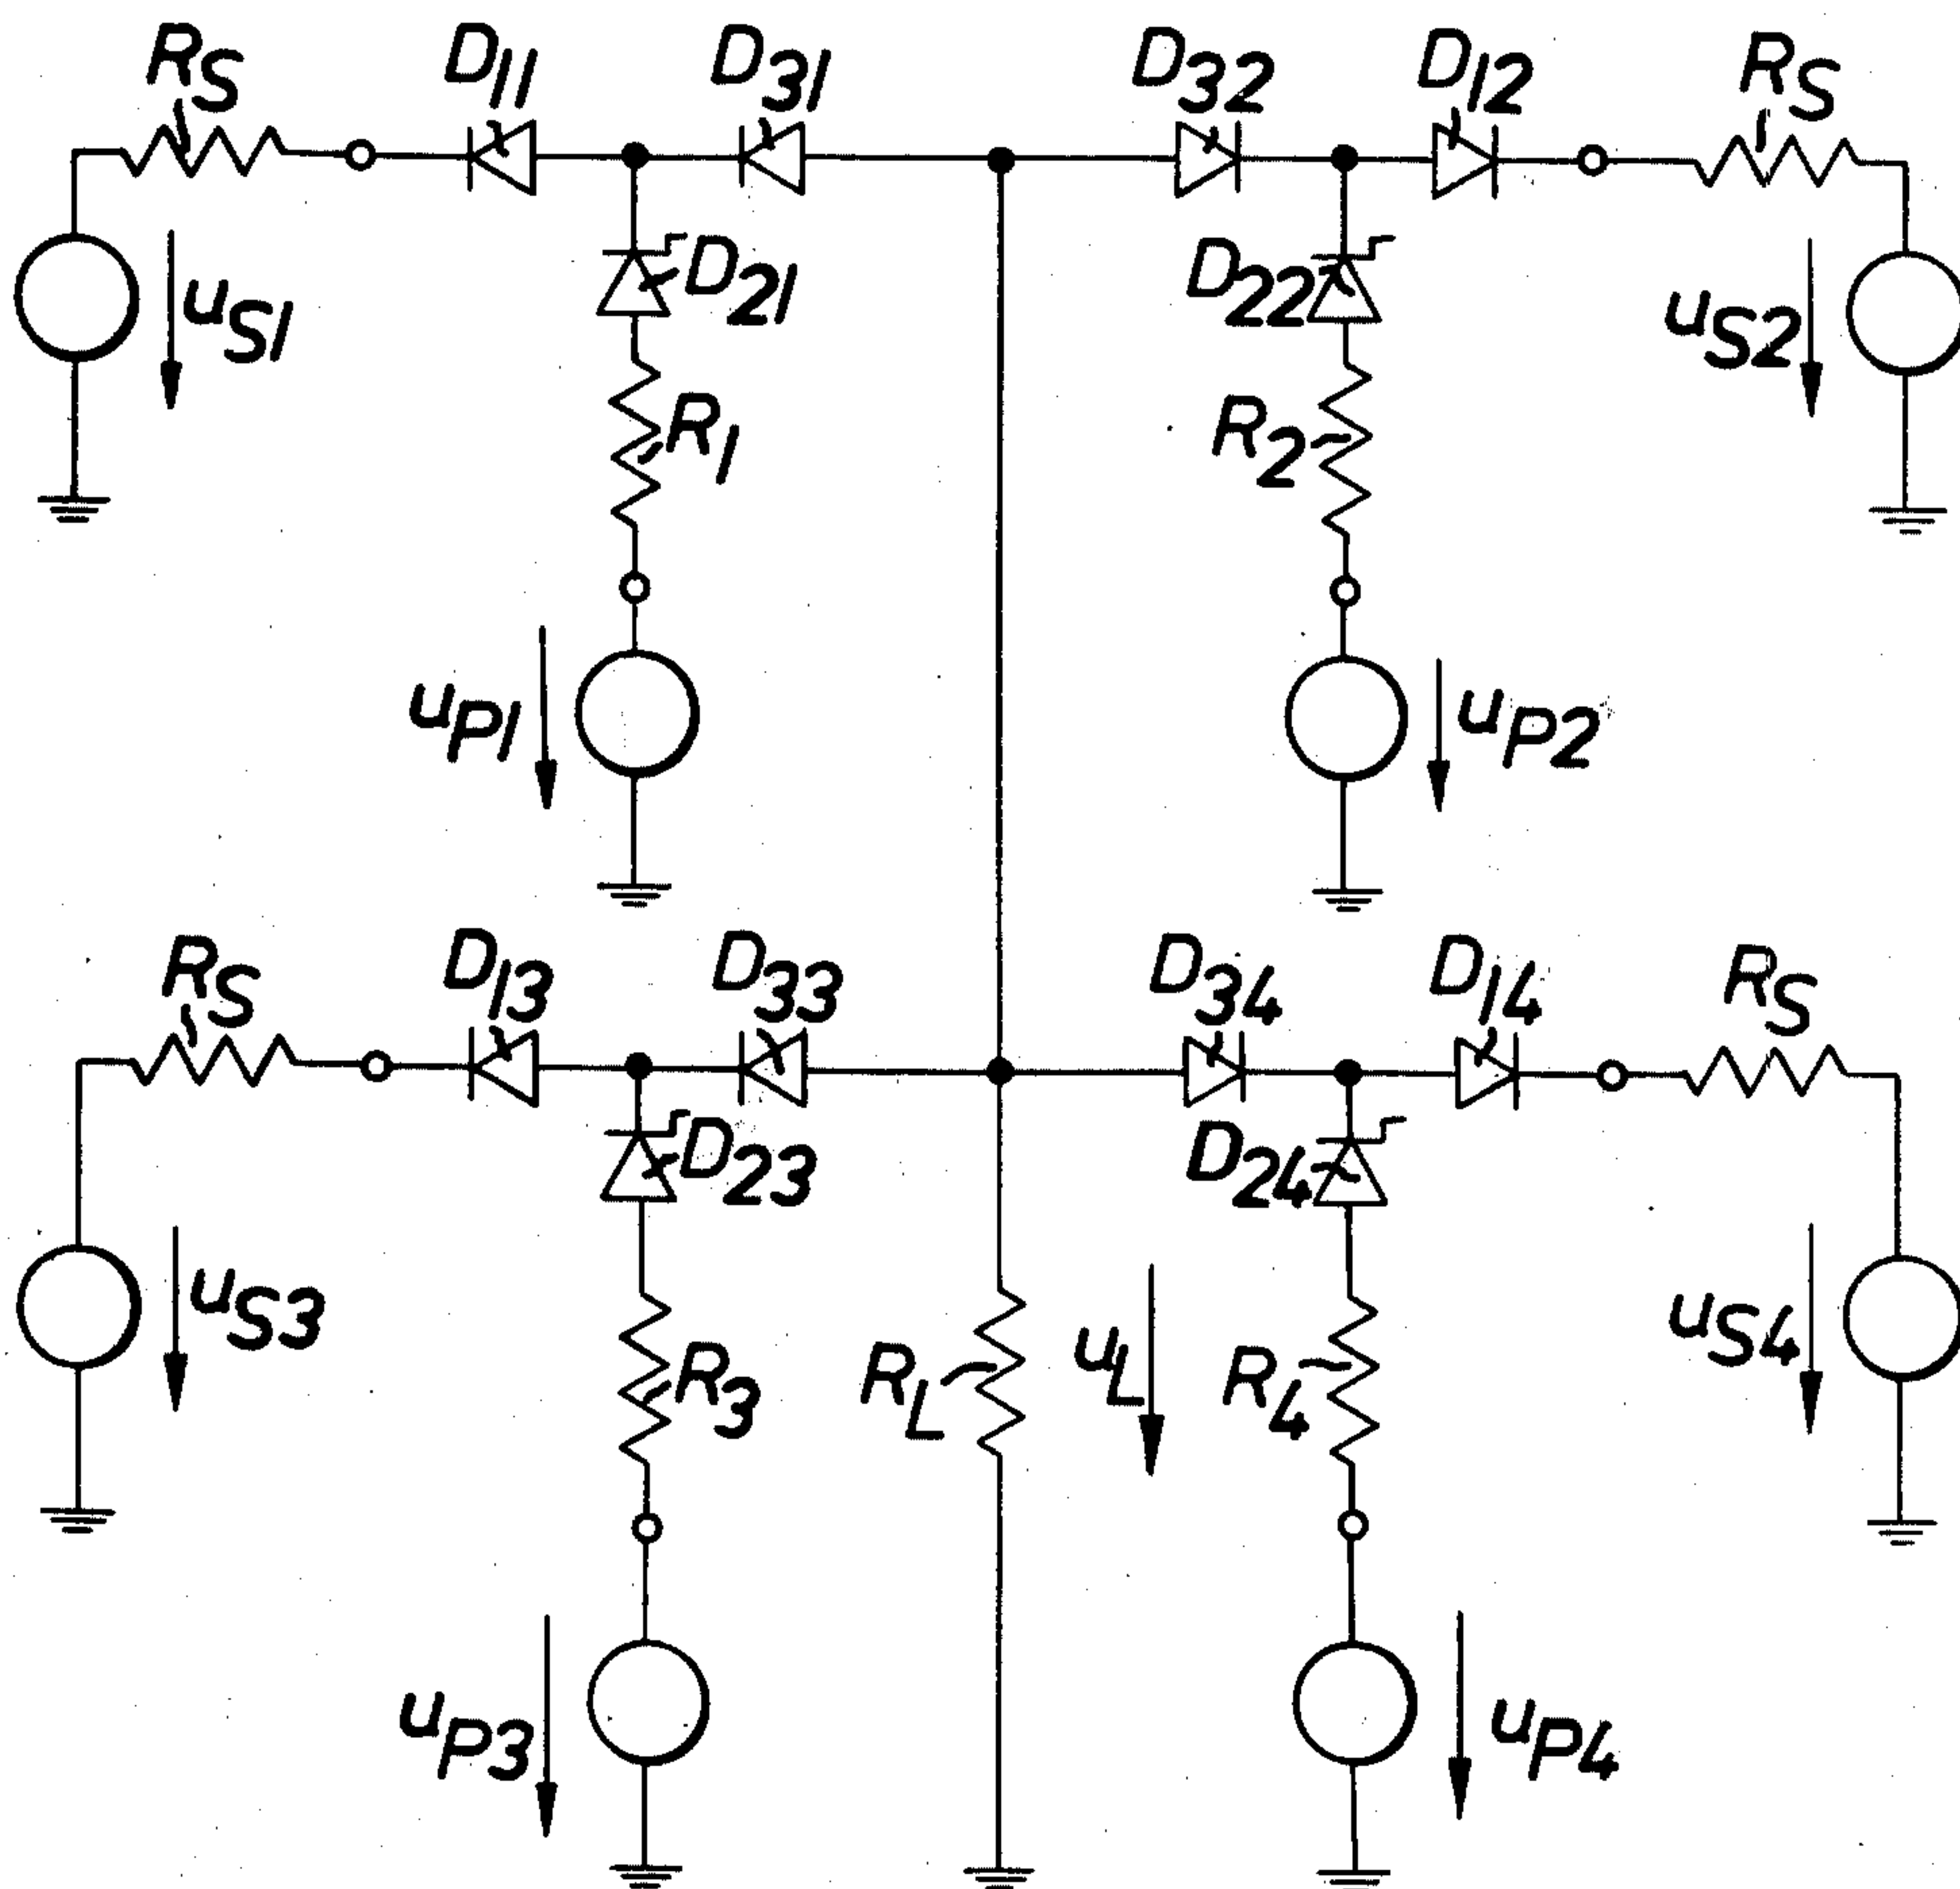 RS D11 D31 D32 D12 RS
uS1 D21 D22 uS2
R1 R2
uP1 uP2
RS D13 D33 D34 D14 RS
D23 D24
uS3 R3 RL uL R4 uS4
uP3 uP4